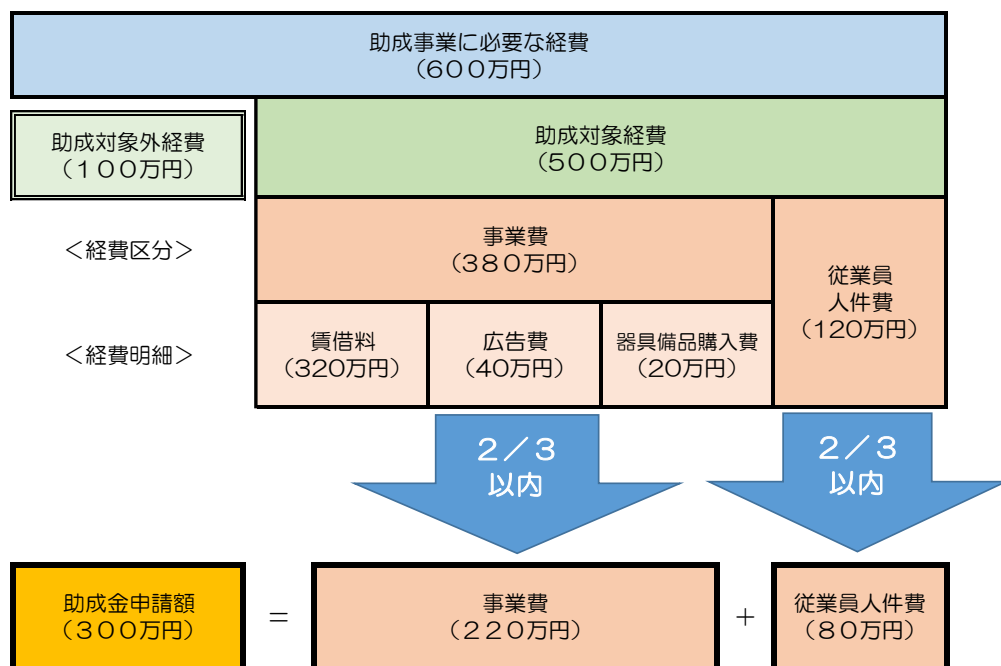 助成事業に必要な経費
（６００万円）
助成対象外経費
（１００万円）
助成対象経費
（５００万円）
＜経費区分＞
事業費
（３８０万円）
従業員
人件費
（１２０万円）
＜経費明細＞
賃借料
（３２０万円）
広告費
（４０万円）
器具備品購入費
（２０万円）
２／３
以内
２／３
以内
助成金申請額
（３００万円）
＝
事業費
（２２０万円）
＋
従業員人件費
（８０万円）